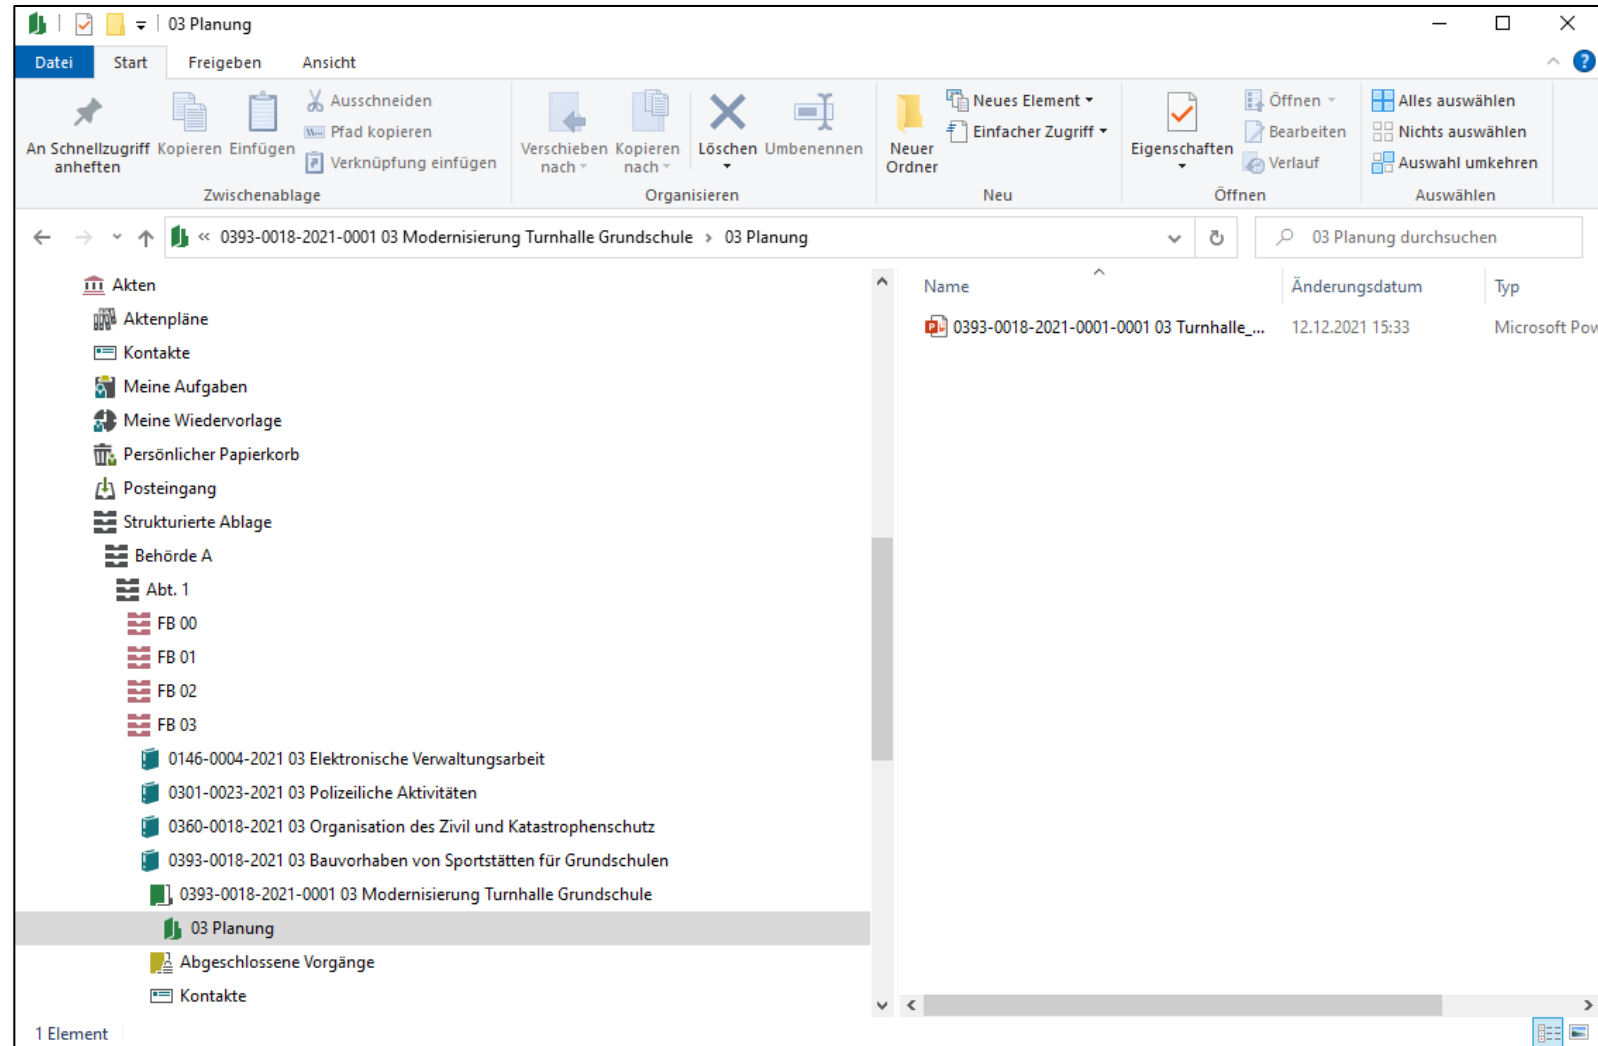 03 Planung
Datei Start Freigeben Ansicht
An Schnellzugriff anheften
Kopieren
Einfügen
Ausschneiden
Pfad kopieren
Verknüpfung einfügen
Zwischenablage
Verschieben nach
Kopieren nach
Löschen
Umbenennen
Organisieren
Neuer Ordner
Neues Element
Einfacher Zugriff
Neu
Eigenschaften
Öffnen
Bearbeiten
Verlauf
Öffnen
Alles auswählen
Nichts auswählen
Auswahl umkehren
Auswählen
« 0393-0018-2021-0001 03 Modernisierung Turnhalle Grundschule › 03 Planung
03 Planung durchsuchen
Akten
Aktenpläne
Kontakte
Meine Aufgaben
Meine Wiedervorlage
Persönlicher Papierkorb
Posteingang
Strukturierte Ablage
Behörde A
Abt. 1
FB 00
FB 01
FB 02
FB 03
0146-0004-2021 03 Elektronische Verwaltungsarbeit
0301-0023-2021 03 Polizeiliche Aktivitäten
0360-0018-2021 03 Organisation des Zivil und Katastrophenschutz
0393-0018-2021 03 Bauvorhaben von Sportstätten für Grundschulen
0393-0018-2021-0001 03 Modernisierung Turnhalle Grundschule
03 Planung
Abgeschlossene Vorgänge
Kontakte
Name Änderungsdatum Typ
0393-0018-2021-0001-0001 03 Turnhalle_... 12.12.2021 15:33 Microsoft Pow
1 Element